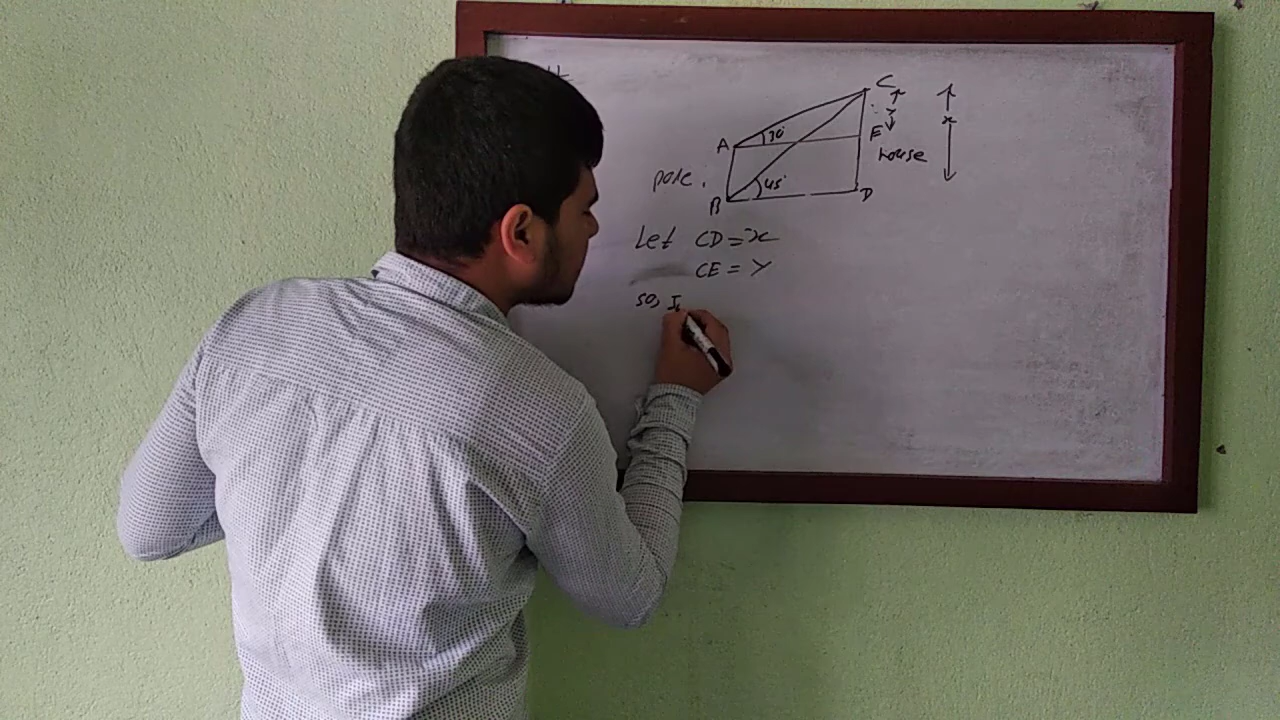 C
A 30° E
house
pole.
45°
B D
x
Let CD = x
CE = y
so, I